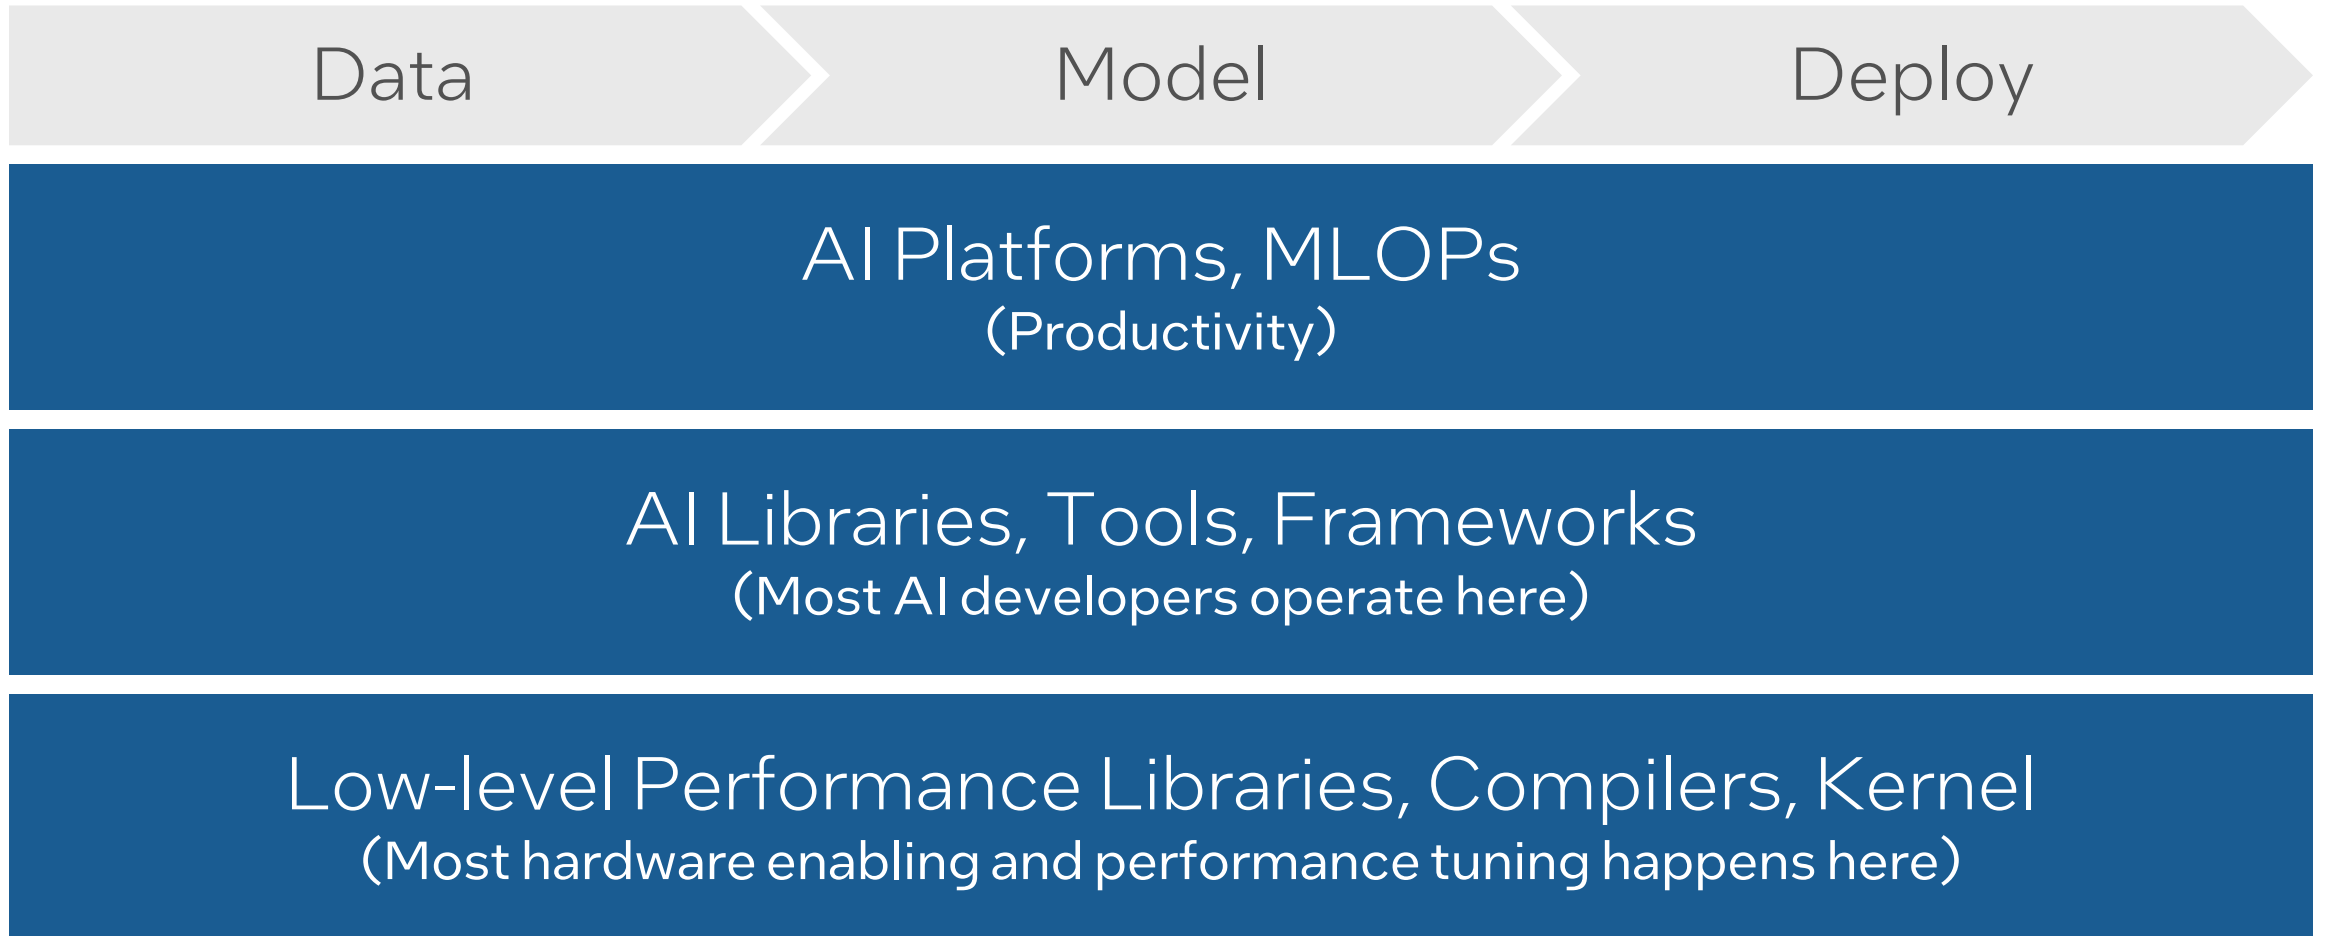 Data
Model
Deploy
AI Platforms, MLOPs
(Productivity)
AI Libraries, Tools, Frameworks
(Most AI developers operate here)
Low-level Performance Libraries, Compilers, Kernel
(Most hardware enabling and performance tuning happens here)